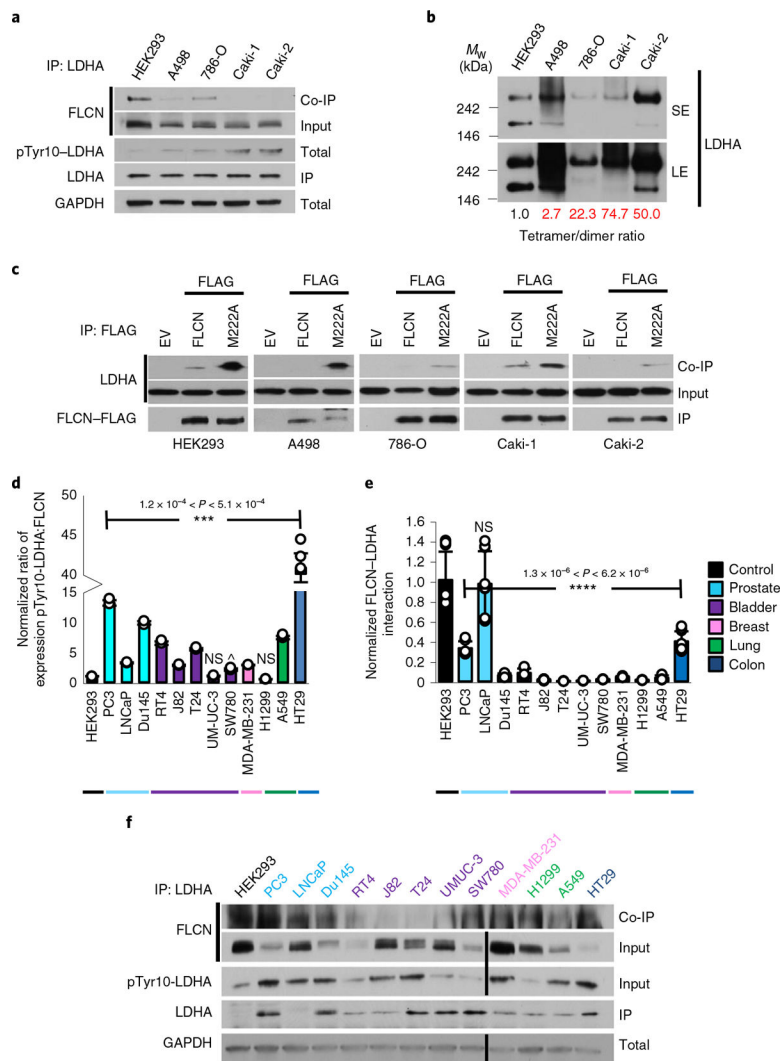 a
IP: LDHA
HEK293
A498
786-O
Caki-1
Caki-2
FLCN
Co-IP
Input
pTyr10–LDHA
Total
LDHA
IP
GAPDH
Total
b
Mw
(kDa)
HEK293
A498
786-O
Caki-1
Caki-2
242
146
SE
242
146
LE
LDHA
1.0 2.7 22.3 74.7 50.0
Tetramer/dimer ratio
c
FLAG FLAG FLAG FLAG FLAG
IP: FLAG
EV FLCN M222A EV FLCN M222A EV FLCN M222A EV FLCN M222A EV FLCN M222A
LDHA
Co-IP
Input
FLCN–FLAG
IP
HEK293 A498 786-O Caki-1 Caki-2
d
Normalized ratio of
expression pTyr10-LDHA:FLCN
50
45
40
15
10
5
0
1.2 × 10⁻⁴ < P < 5.1 × 10⁻⁴
***
NS ^ NS
HEK293
PC3
LNCaP
Du145
RT4
J82
T24
UM-UC-3
SW780
MDA-MB-231
H1299
A549
HT29
e
Normalized FLCN–LDHA
interaction
1.6
1.4
1.2
1.0
0.8
0.6
0.4
0.2
0
NS
1.3 × 10⁻⁶ < P < 6.2 × 10⁻⁶
****
HEK293
PC3
LNCaP
Du145
RT4
J82
T24
UM-UC-3
SW780
MDA-MB-231
H1299
A549
HT29
Control
Prostate
Bladder
Breast
Lung
Colon
f
IP: LDHA
HEK293
PC3
LNCaP
Du145
RT4
J82
T24
UMUC-3
SW780
MDA-MB-231
H1299
A549
HT29
FLCN
Co-IP
Input
pTyr10-LDHA
Input
LDHA
IP
GAPDH
Total